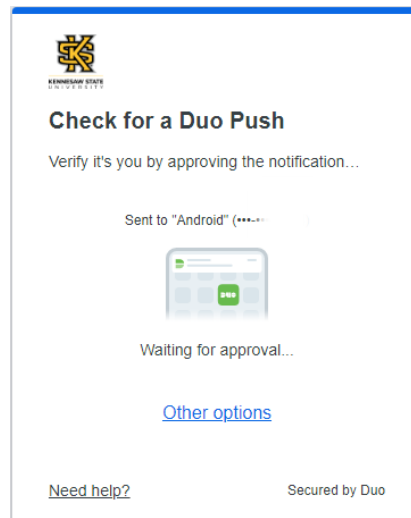 KENNESAW STATE
UNIVERSITY
Check for a Duo Push
Verify it's you by approving the notification...
Sent to "Android" (•••-••
DUO
Waiting for approval...
Other options
Need help?
Secured by Duo